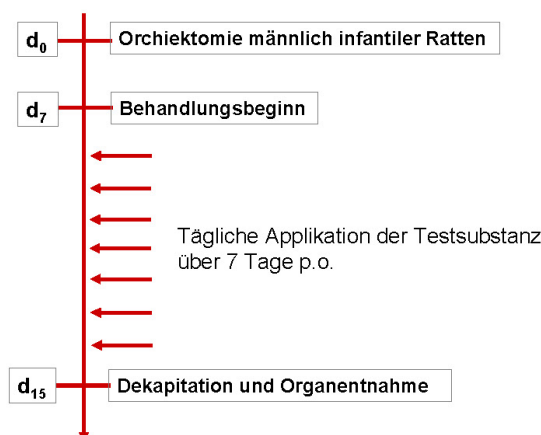 d0
Orchiektomie männlich infantiler Ratten
d7
Behandlungsbeginn
Tägliche Applikation der Testsubstanz
über 7 Tage p.o.
d15
Dekapitation und Organentnahme